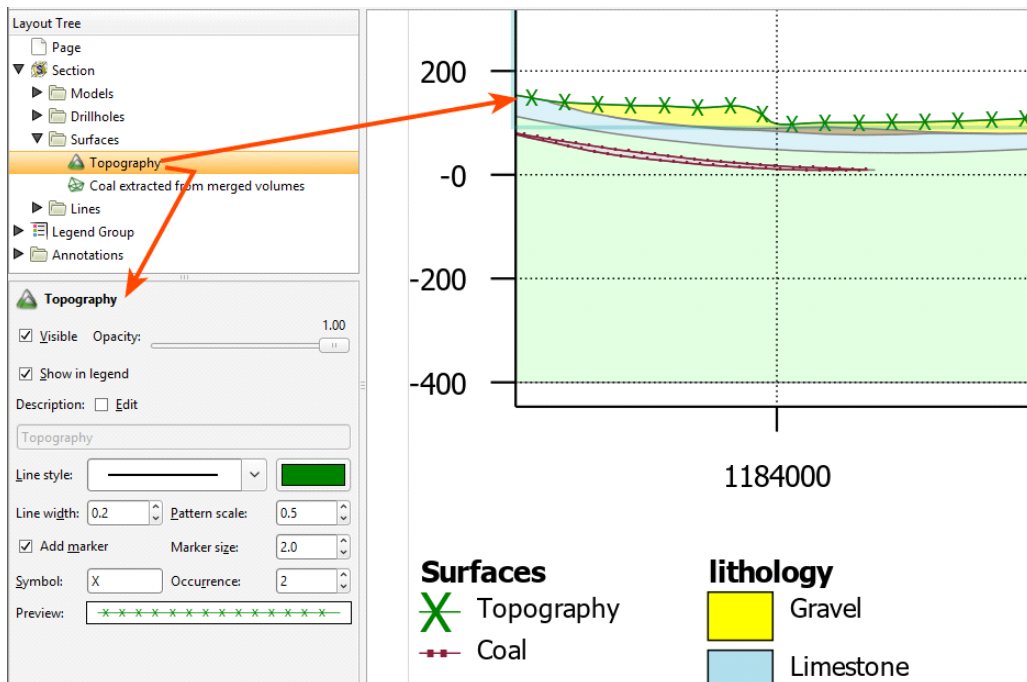 Layout Tree
Page
Section
Models
Drillholes
Surfaces
Topography
Coal extracted from merged volumes
Lines
Legend Group
Annotations
Topography
Visible Opacity: 1.00
Show in legend
Description: Edit
Topography
Line style:
Line width: 0.2 Pattern scale: 0.5
Add marker Marker size: 2.0
Symbol: X Occurrence: 2
Preview:
200
-0
-200
-400
1184000
Surfaces
Topography
Coal
lithology
Gravel
Limestone